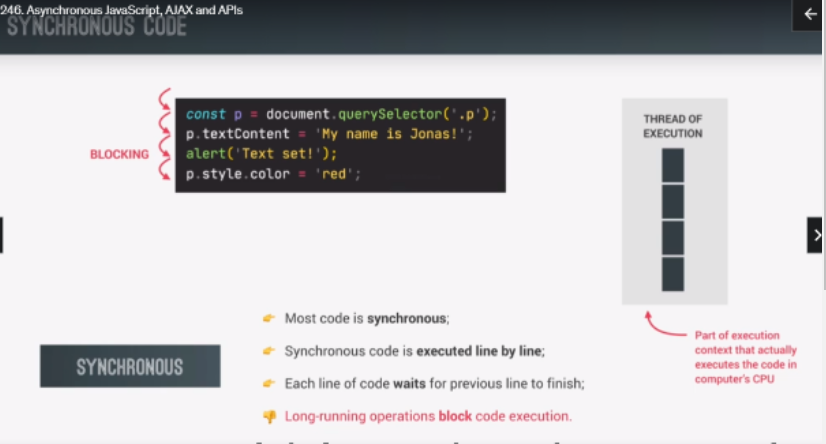 246. Asynchronous JavaScript, AJAX and APIs
SYNCHRONOUS CODE
const p = document.querySelector('.p');
p.textContent = 'My name is Jonas!';
alert('Text set!');
p.style.color = 'red';
BLOCKING
THREAD OF
EXECUTION
Part of execution
context that actually
executes the code in
computer's CPU
SYNCHRONOUS
👉 Most code is synchronous;
👉 Synchronous code is executed line by line;
👉 Each line of code waits for previous line to finish;
👎 Long-running operations block code execution.